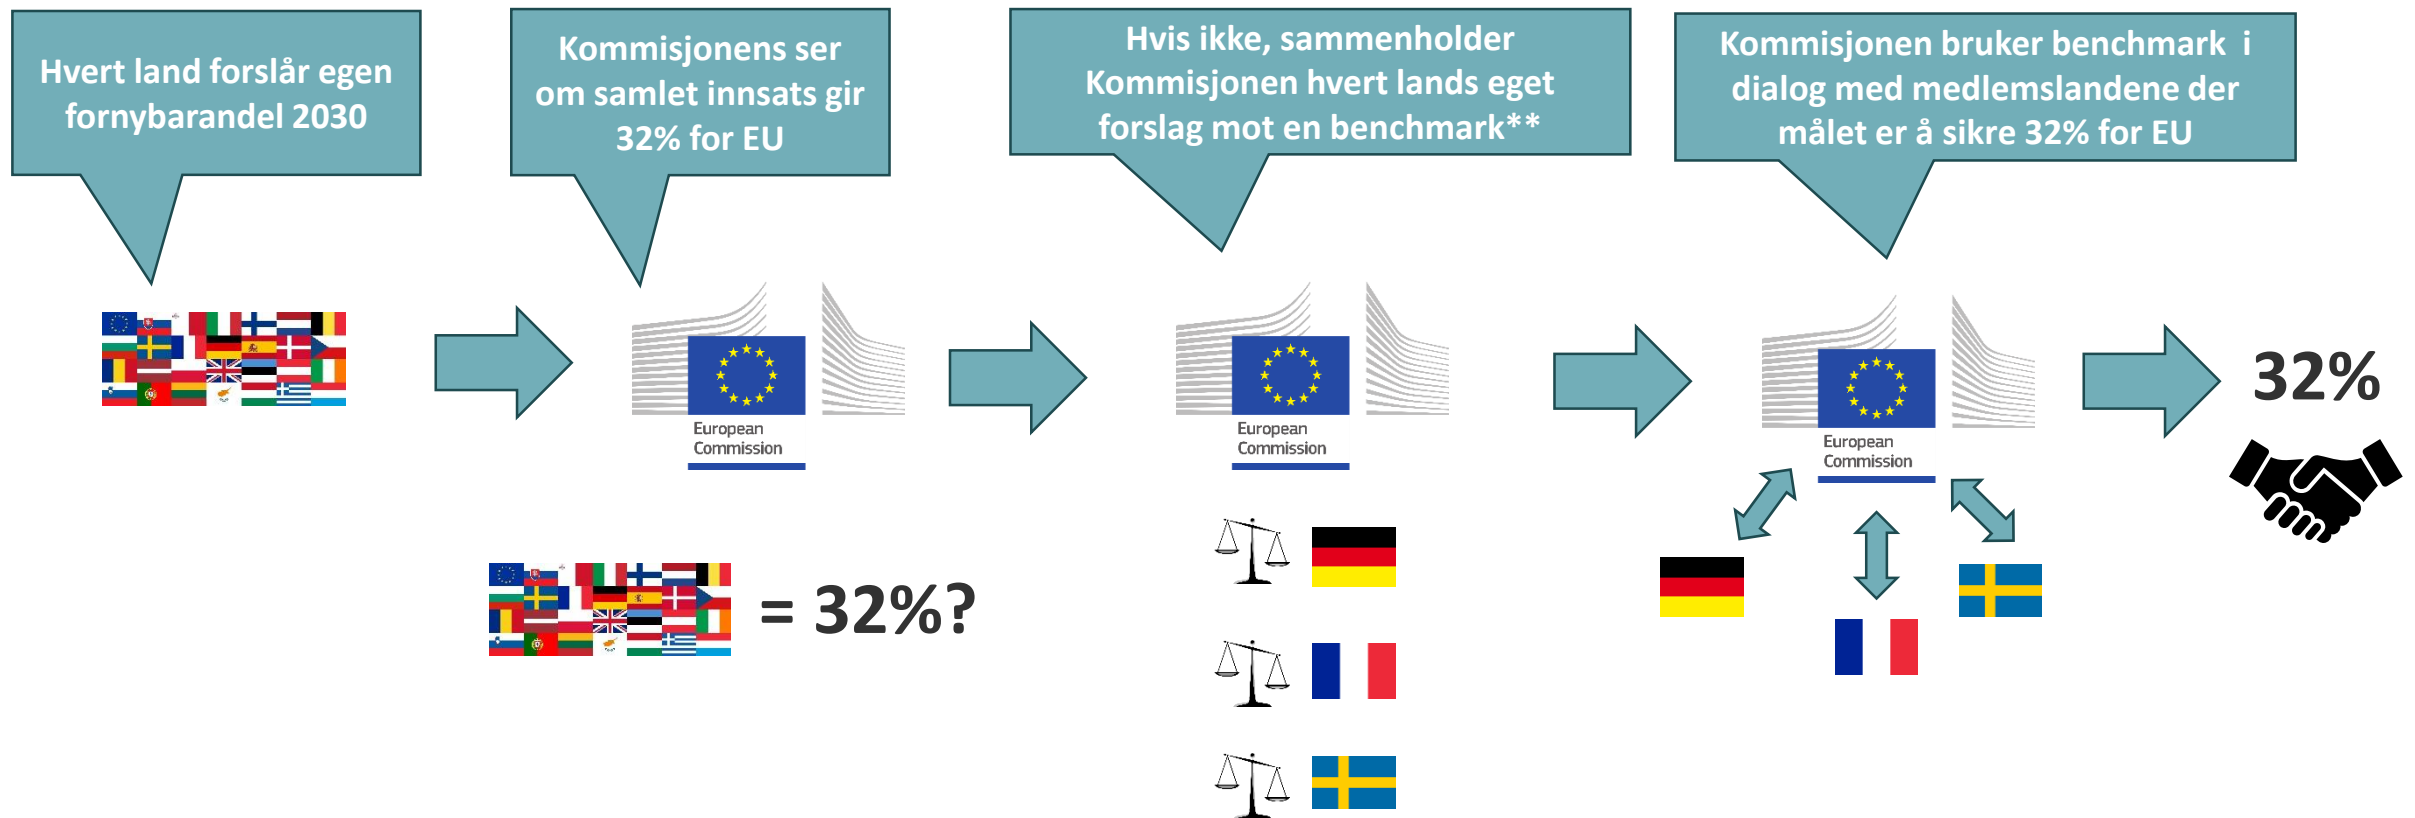 Hvert land forslår egen
fornybarandel 2030
Kommisjonens ser
om samlet innsats gir
32% for EU
Hvis ikke, sammenholder
Kommisjonen hvert lands eget
forslag mot en benchmark**
Kommisjonen bruker benchmark i
dialog med medlemslandene der
målet er å sikre 32% for EU
European
Commission
European
Commission
European
Commission
32%
= 32%?